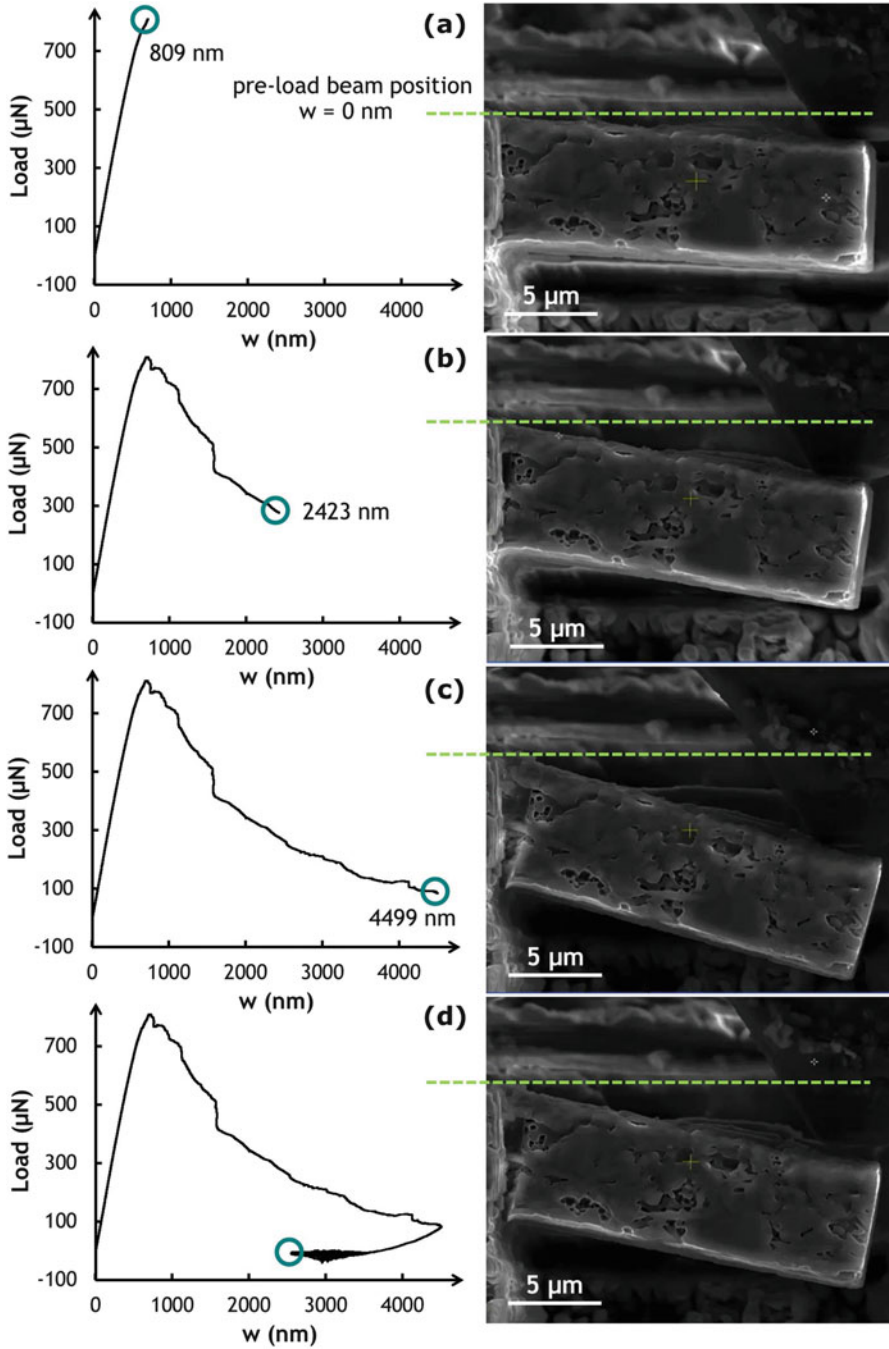 (a)
700
500
300
100
-100
Load (µN)
809 nm
pre-load beam position
w = 0 nm
0 1000 2000 3000 4000
w (nm)
5 µm
(b)
700
500
300
100
-100
Load (µN)
2423 nm
0 1000 2000 3000 4000
w (nm)
5 µm
(c)
700
500
300
100
-100
Load (µN)
4499 nm
0 1000 2000 3000 4000
w (nm)
5 µm
(d)
700
500
300
100
-100
Load (µN)
0 1000 2000 3000 4000
w (nm)
5 µm